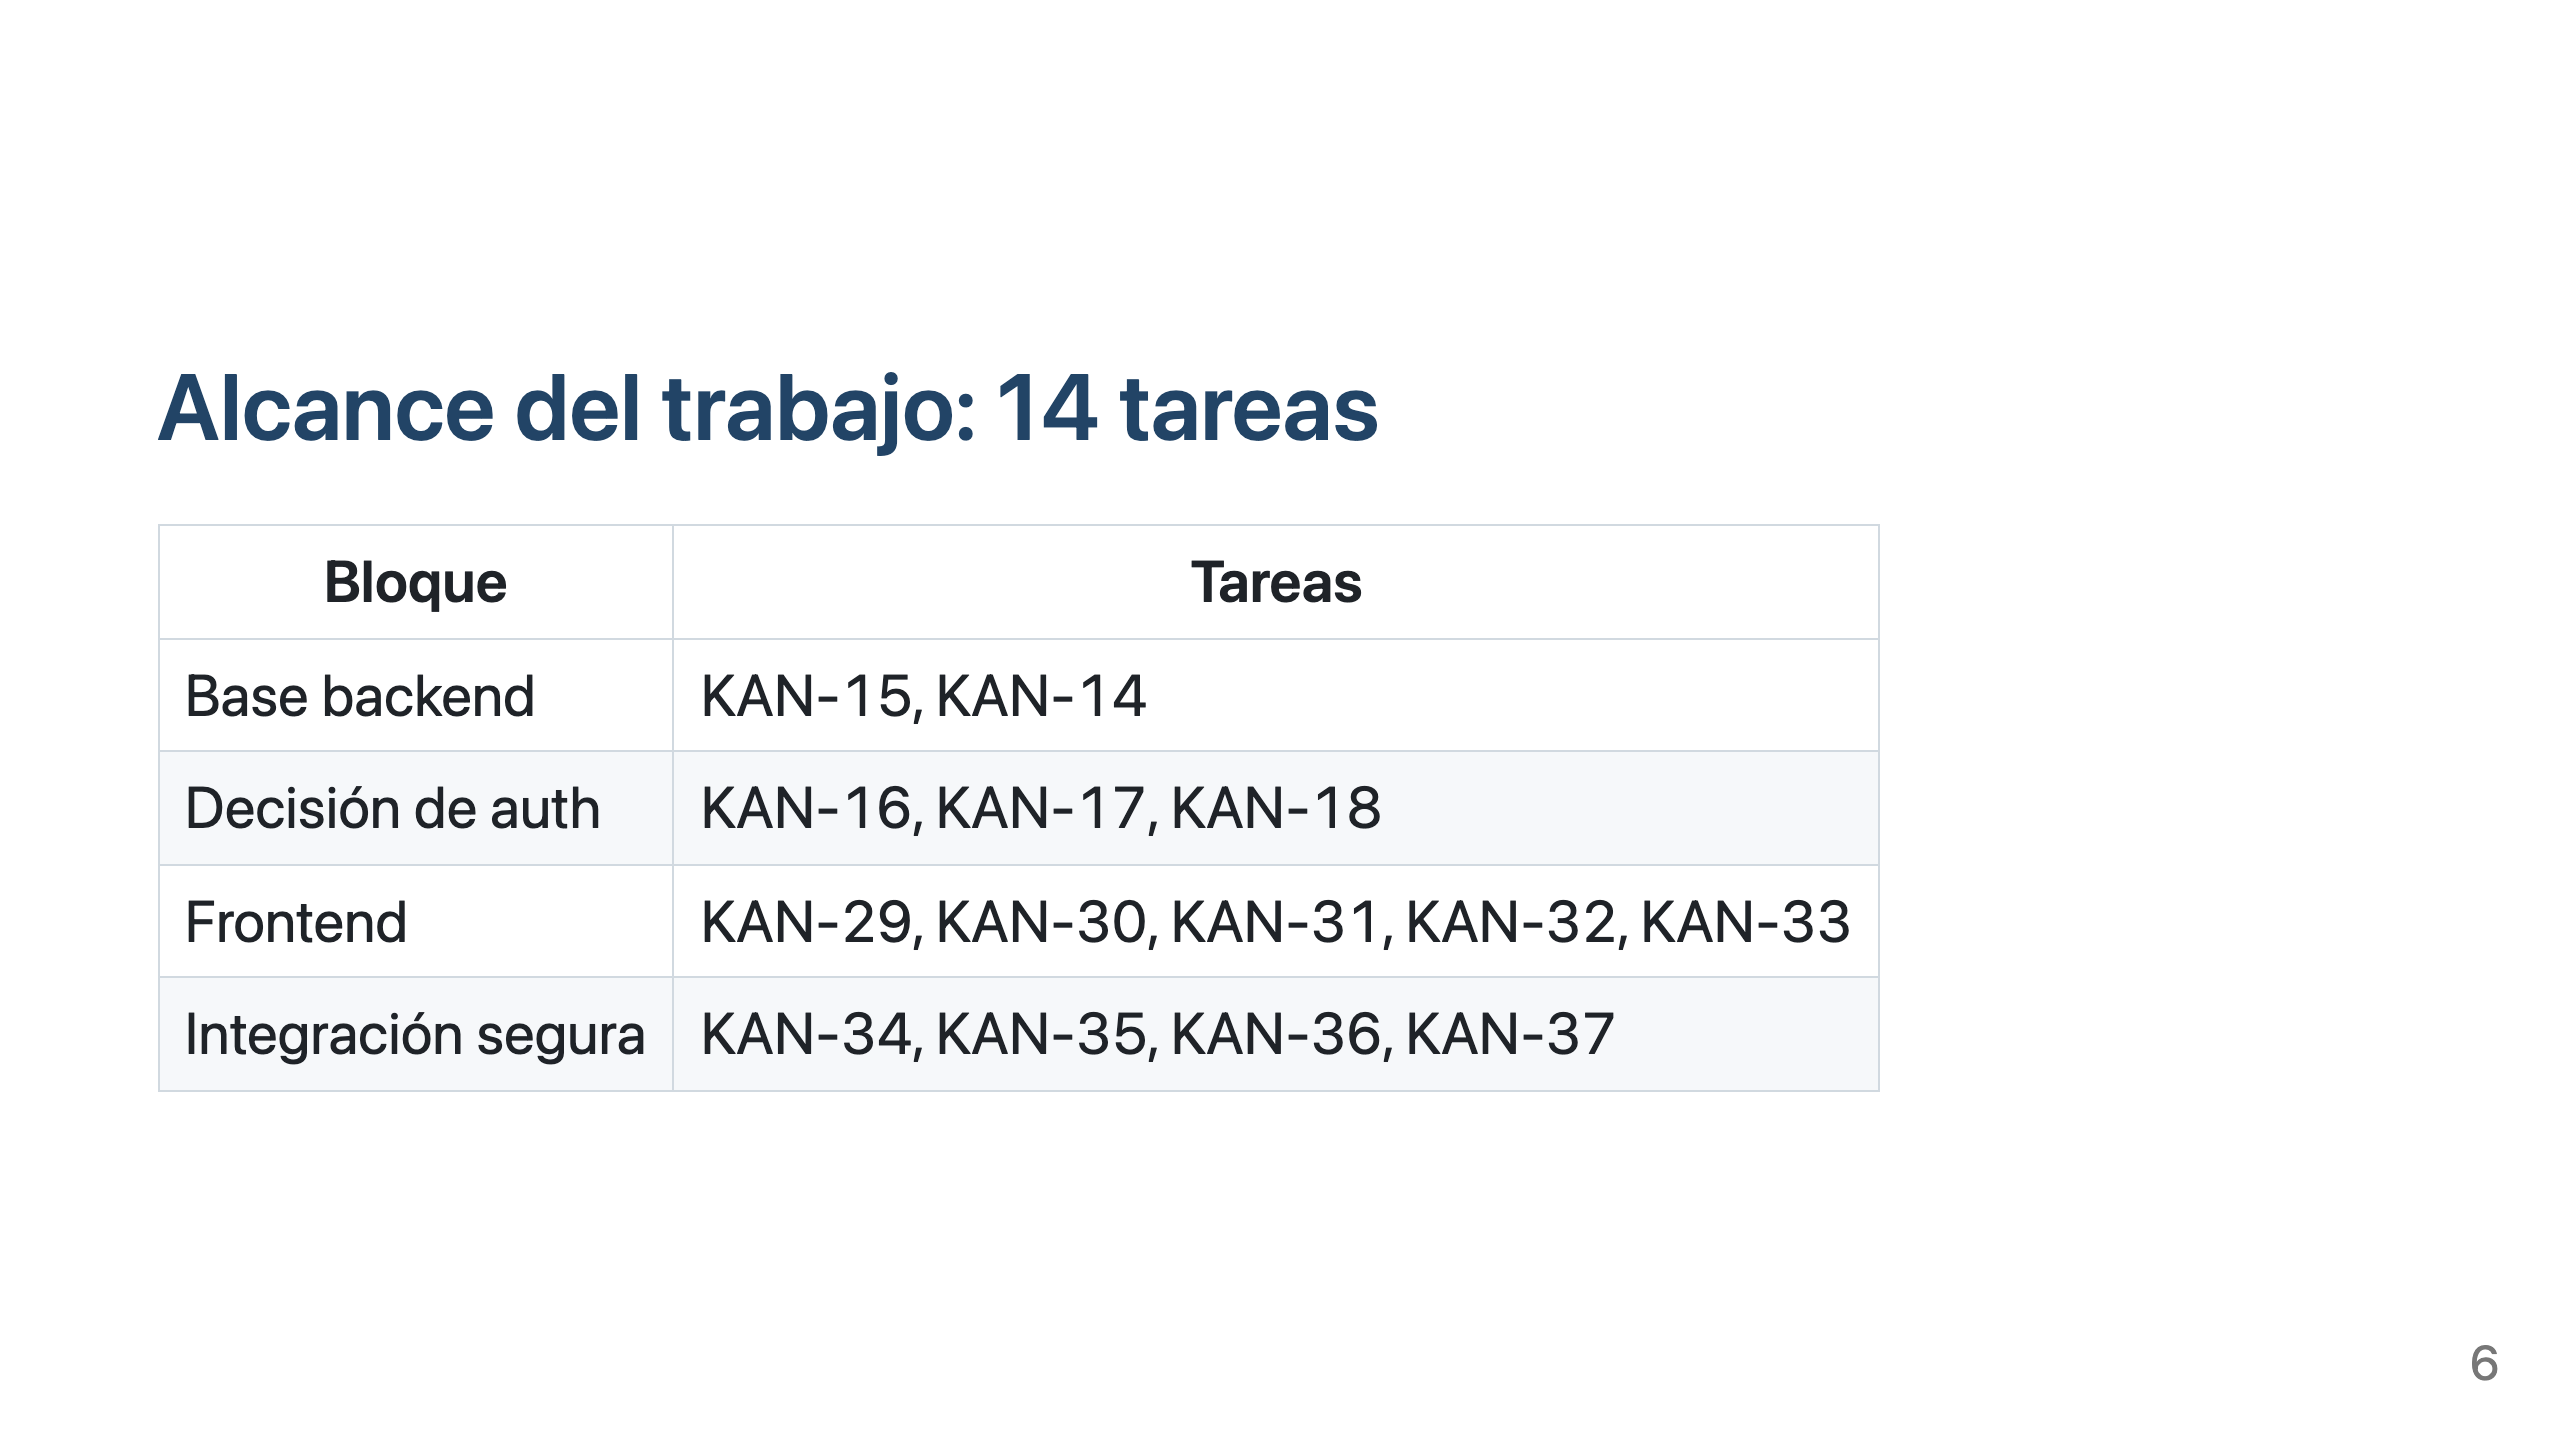 Alcance del trabajo: 14 tareas
Bloque Tareas
Base backend KAN-15, KAN-14
Decisión de auth KAN-16, KAN-17, KAN-18
Frontend KAN-29, KAN-30, KAN-31, KAN-32, KAN-33
Integración segura KAN-34, KAN-35, KAN-36, KAN-37
6